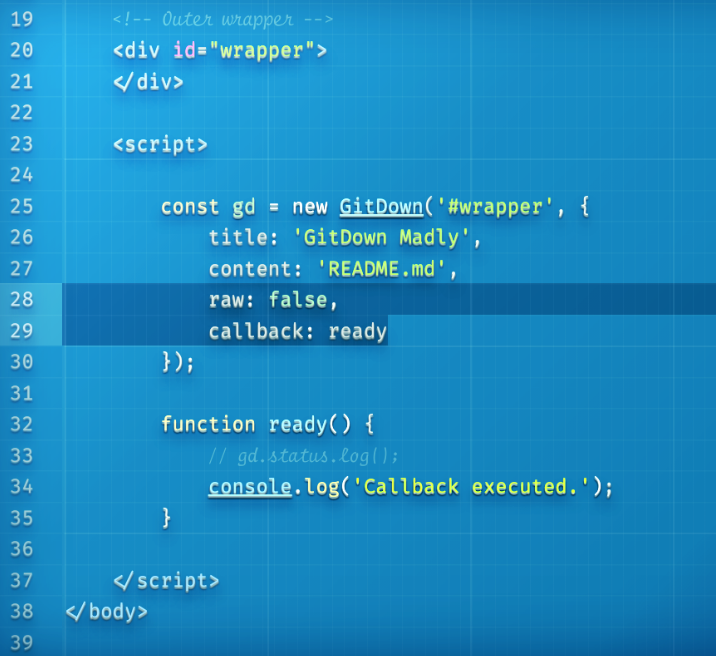 19 <!-- Outer wrapper -->
20 <div id="wrapper">
21 </div>
22
23 <script>
24
25 const gd = new GitDown('#wrapper', {
26 title: 'GitDown Madly',
27 content: 'README.md',
28 raw: false,
29 callback: ready
30 });
31
32 function ready() {
33 // gd.status.log();
34 console.log('Callback executed.');
35 }
36
37 </script>
38 </body>
39